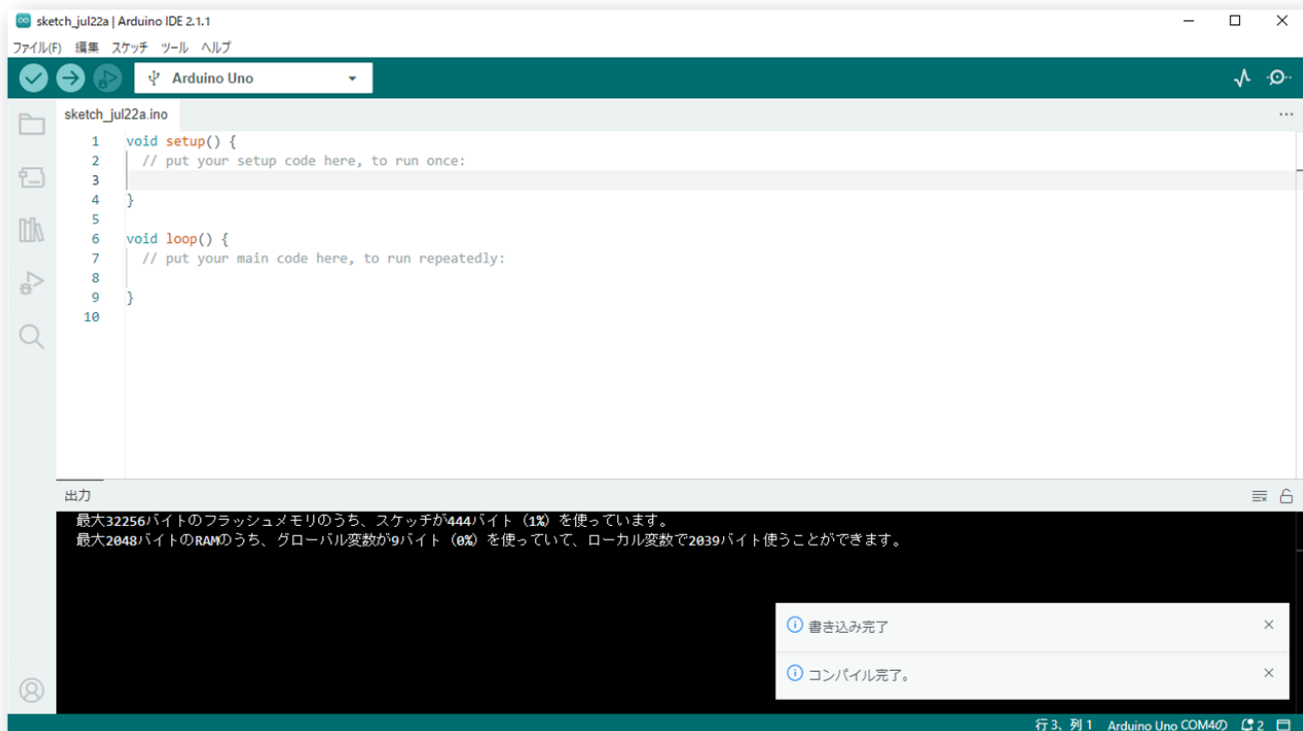 sketch_jul22a | Arduino IDE 2.1.1
ファイル(F) 編集 スケッチ ツール ヘルプ
Arduino Uno
sketch_jul22a.ino
1 void setup() {
2 // put your setup code here, to run once:
3
4 }
5
6 void loop() {
7 // put your main code here, to run repeatedly:
8
9 }
10
出力
最大32256バイトのフラッシュメモリのうち、スケッチが444バイト（1%）を使っています。
最大2048バイトのRAMのうち、グローバル変数が9バイト（0%）を使っていて、ローカル変数で2039バイト使うことができます。
書き込み完了
コンパイル完了。
行 3、列 1 Arduino Uno COM4の 2